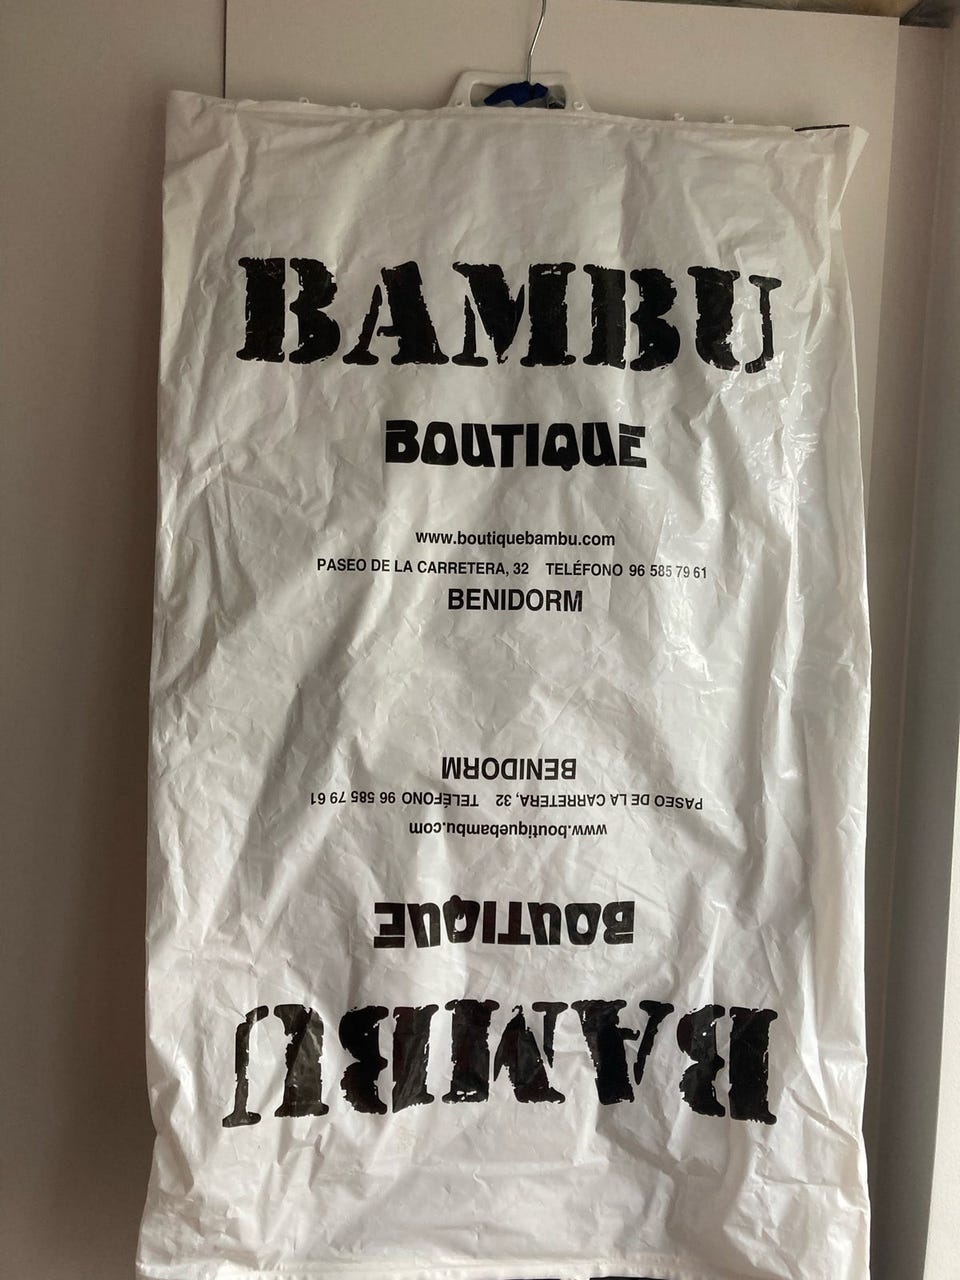 BAMBU
BOUTIQUE
www.boutiquebambu.com
PASEO DE LA CARRETERA, 32 TELÉFONO 96 585 79 61
BENIDORM
BENIDORM
PASEO DE LA CARRETERA, 32 TELÉFONO 96 585 79 61
www.boutiquebambu.com
BOUTIQUE
BAMBU